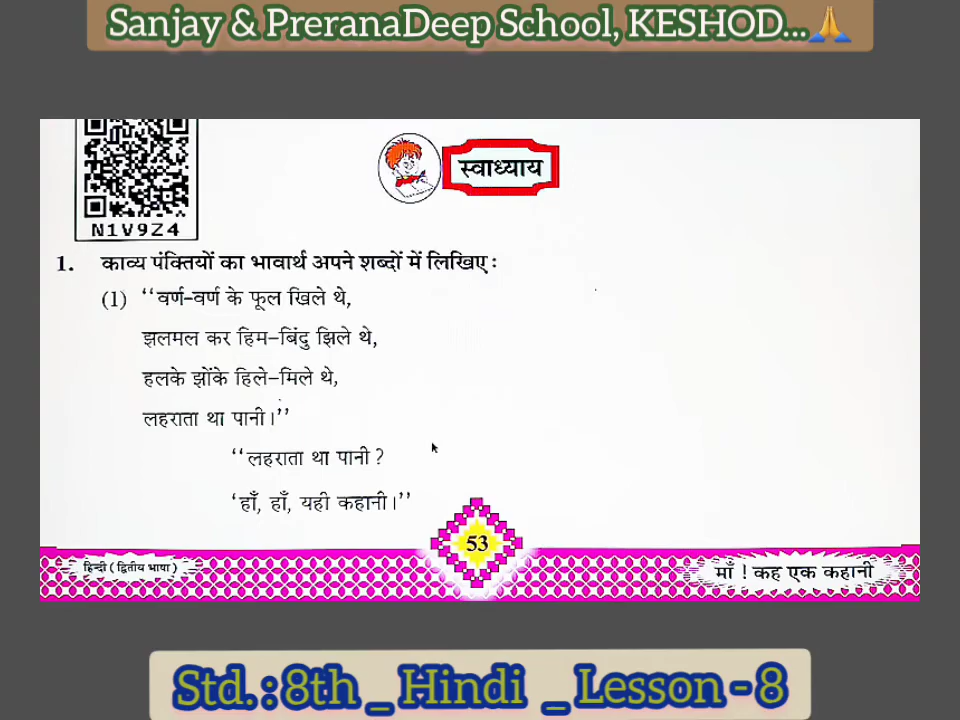 Sanjay & PreranaDeep School, KESHOD...🙏
N1V9Z4
स्वाध्याय
1. काव्य पंक्तियों का भावार्थ अपने शब्दों में लिखिए :
(1) ‘‘वर्ण-वर्ण के फूल खिले थे,
झलमल कर हिम-बिंदु झिले थे,
हलके झोंके हिले-मिले थे,
लहराता था पानी।’’
‘‘लहराता था पानी ?
‘हाँ, हाँ, यही कहानी।’’
53
हिन्दी ( द्वितीय भाषा )
माँ ! कह एक कहानी
Std. : 8th _ Hindi _ Lesson - 8